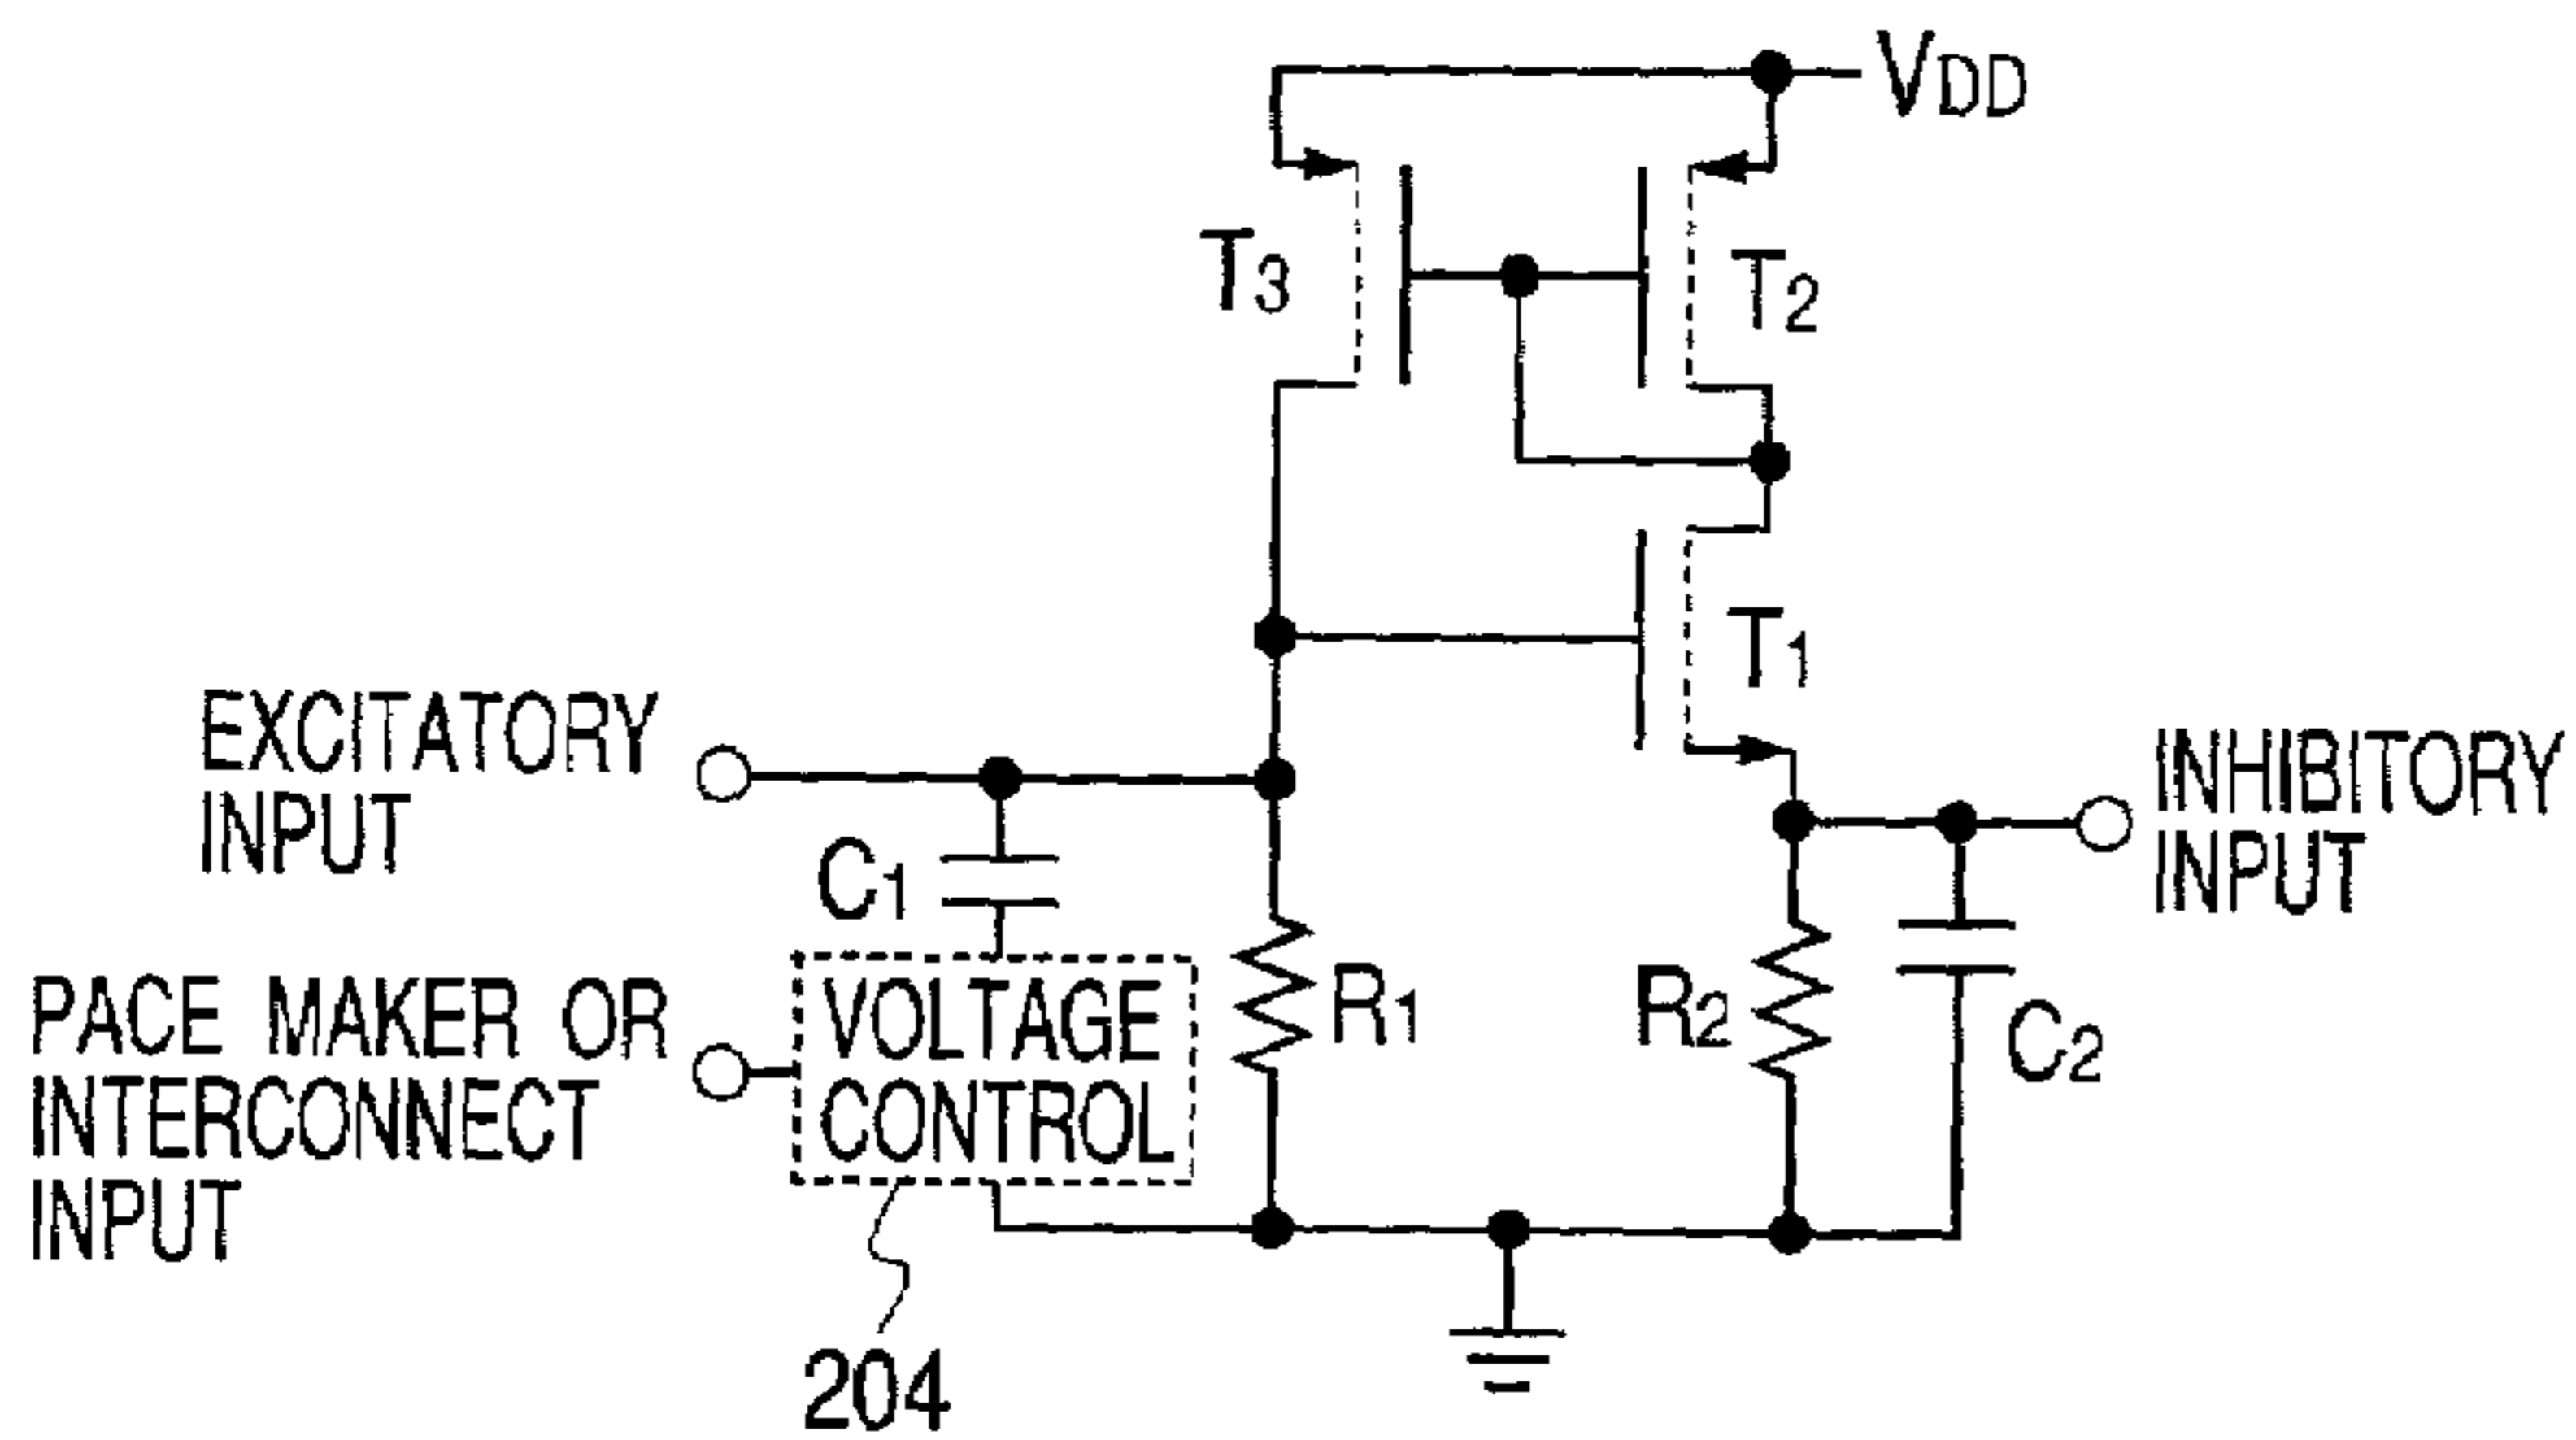 VDD
T3
T2
T1
EXCITATORY
INPUT
C1
INHIBITORY
INPUT
PACE MAKER OR
INTERCONNECT
INPUT
VOLTAGE
CONTROL
R1
R2
C2
204